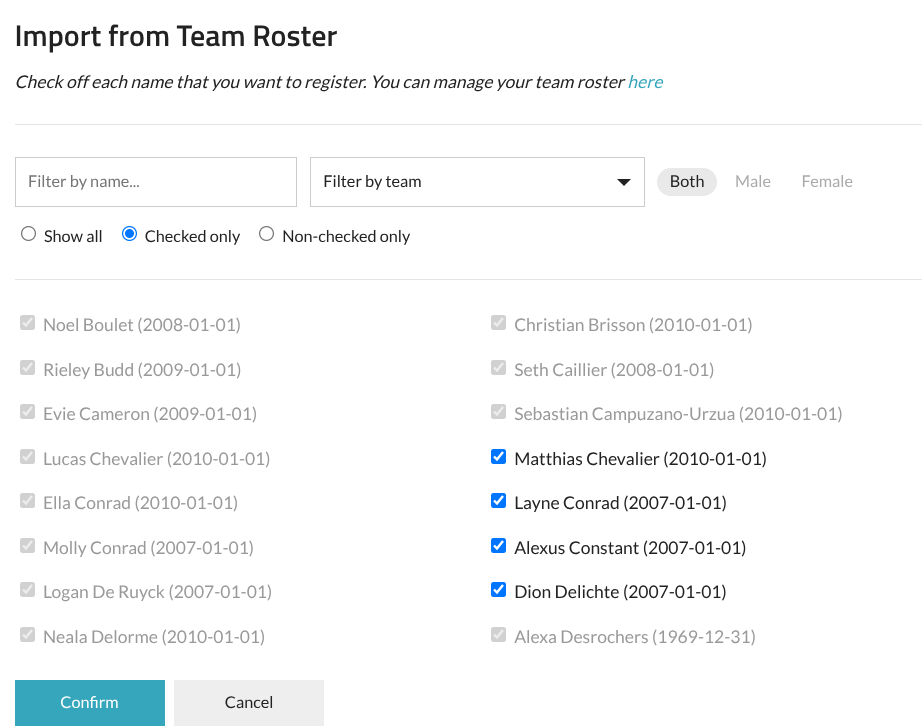 Import from Team Roster
Check off each name that you want to register. You can manage your team roster here
Filter by name... Filter by team Both Male Female
Show all Checked only Non-checked only
Noel Boulet (2008-01-01) Christian Brisson (2010-01-01)
Rieley Budd (2009-01-01) Seth Caillier (2008-01-01)
Evie Cameron (2009-01-01) Sebastian Campuzano-Urzua (2010-01-01)
Lucas Chevalier (2010-01-01) Matthias Chevalier (2010-01-01)
Ella Conrad (2010-01-01) Layne Conrad (2007-01-01)
Molly Conrad (2007-01-01) Alexus Constant (2007-01-01)
Logan De Ruyck (2007-01-01) Dion Delichte (2007-01-01)
Neala Delorme (2010-01-01) Alexa Desrochers (1969-12-31)
Confirm Cancel